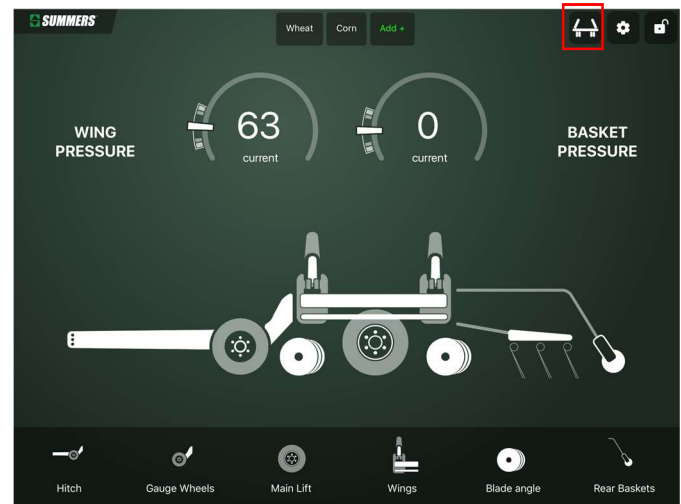 SUMMERS
Wheat Corn Add +
WING
PRESSURE
63
current
0
current
BASKET
PRESSURE
Hitch Gauge Wheels Main Lift Wings Blade angle Rear Baskets